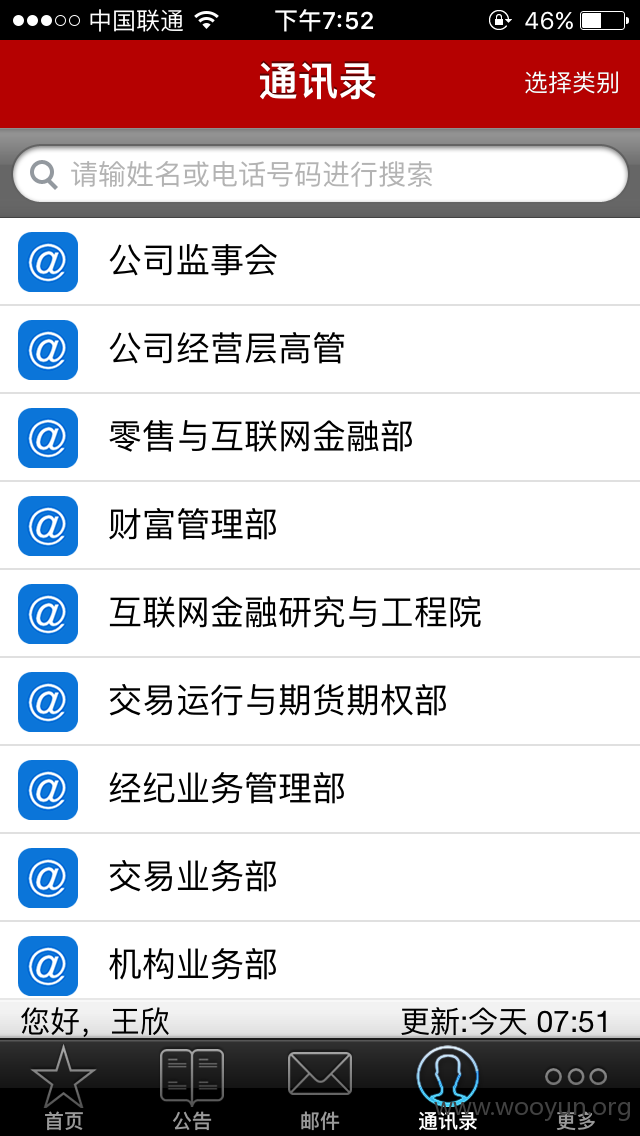 中国联通 下午7:52 46%
通讯录 选择类别
请输姓名或电话号码进行搜索
@ 公司监事会
@ 公司经营层高管
@ 零售与互联网金融部
@ 财富管理部
@ 互联网金融研究与工程院
@ 交易运行与期货期权部
@ 经纪业务管理部
@ 交易业务部
@ 机构业务部
您好，王欣 更新:今天 07:51
首页 公告 邮件 通讯录 更多
www.wooyun.org